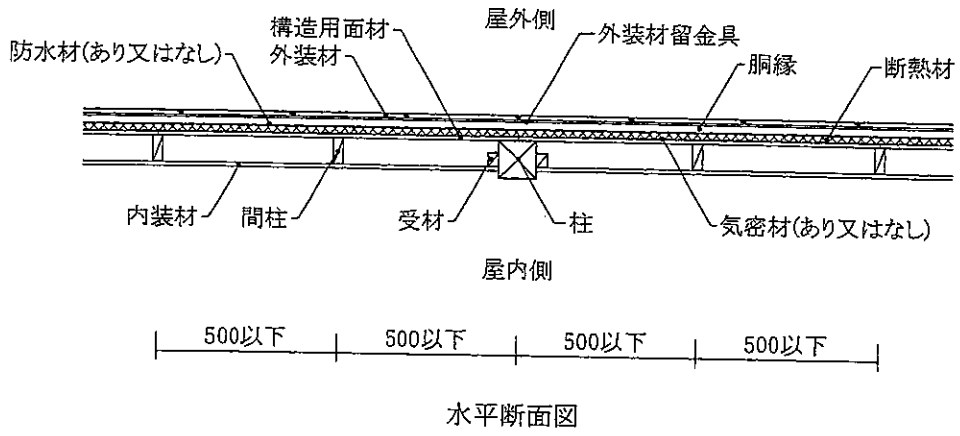 屋外側
構造用面材
外装材
外装材留金具
防水材(あり又はなし)
胴縁
断熱材
内装材
間柱
受材
柱
気密材(あり又はなし)
屋内側
500以下
500以下
500以下
500以下
水平断面図